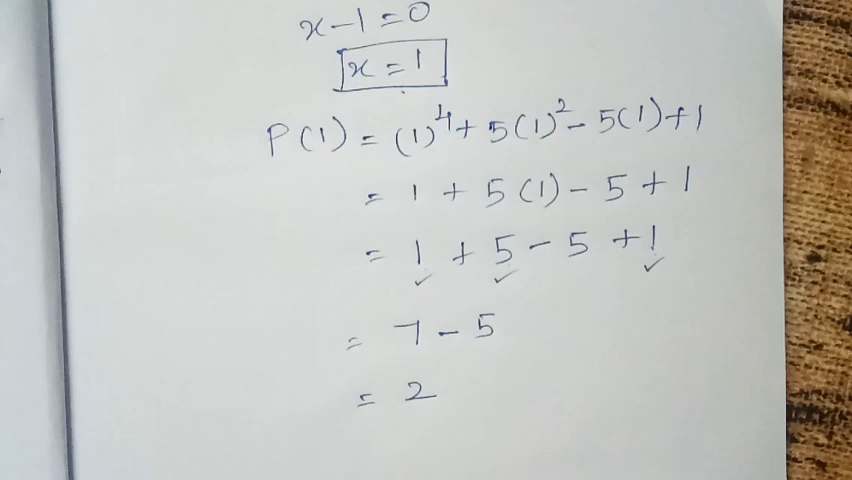 x-1=0
x=1
P(1) = (1)⁴+ 5(1)² - 5(1)+1
= 1 + 5(1) - 5 + 1
= 1 + 5 - 5 + 1
= 7 - 5
= 2